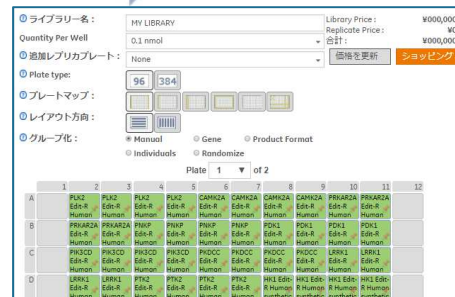 ライブラリー名： MY LIBRARY
Library Price : ¥000,000
Replicate Price : ¥0
合計 : ¥000,000
Quantity Per Well 0.1 nmol
追加レプリカプレート： None
価格を更新 ショッピング
Plate type: 96 384
プレートマップ：
レイアウト方向：
グループ化： Manual Gene Product Format
Individuals Randomize
Plate 1 of 2
1 2 3 4 5 6 7 8 9 10 11 12
A PLK2 PLK2 PLK2 PLK2 CAMK2A CAMK2A CAMK2A CAMK2A PRKAR2A PRKAR2A
Edit-R Edit-R Edit-R Edit-R Edit-R Edit-R Edit-R Edit-R Edit-R Edit-R
Human Human Human Human Human Human Human Human Human Human
B PRKAR2A PRKAR2A PNKP PNKP PNKP PNKP PDK1 PDK1 PDK1 PDK1
Edit-R Edit-R Edit-R Edit-R Edit-R Edit-R Edit-R Edit-R Edit-R Edit-R
Human Human Human Human Human Human Human Human Human Human
C PIK3CD PIK3CD PIK3CD PIK3CD PKDCC PKDCC PKDCC PKDCC LRRK1 LRRK1
Edit-R Edit-R Edit-R Edit-R Edit-R Edit-R Edit-R Edit-R Edit-R Edit-R
Human Human Human Human Human Human Human Human Human Human
D LRRK1 LRRK1 PTK2 PTK2 PTK2 PTK2 HK1 Edit- HK1 Edit- HK1 Edit- HK1 Edit-
Edit-R Edit-R Edit-R Edit-R Edit-R Edit-R R Human R Human R Human R Human
Human Human Human Human Human Human synthetic synthetic synthetic synthetic